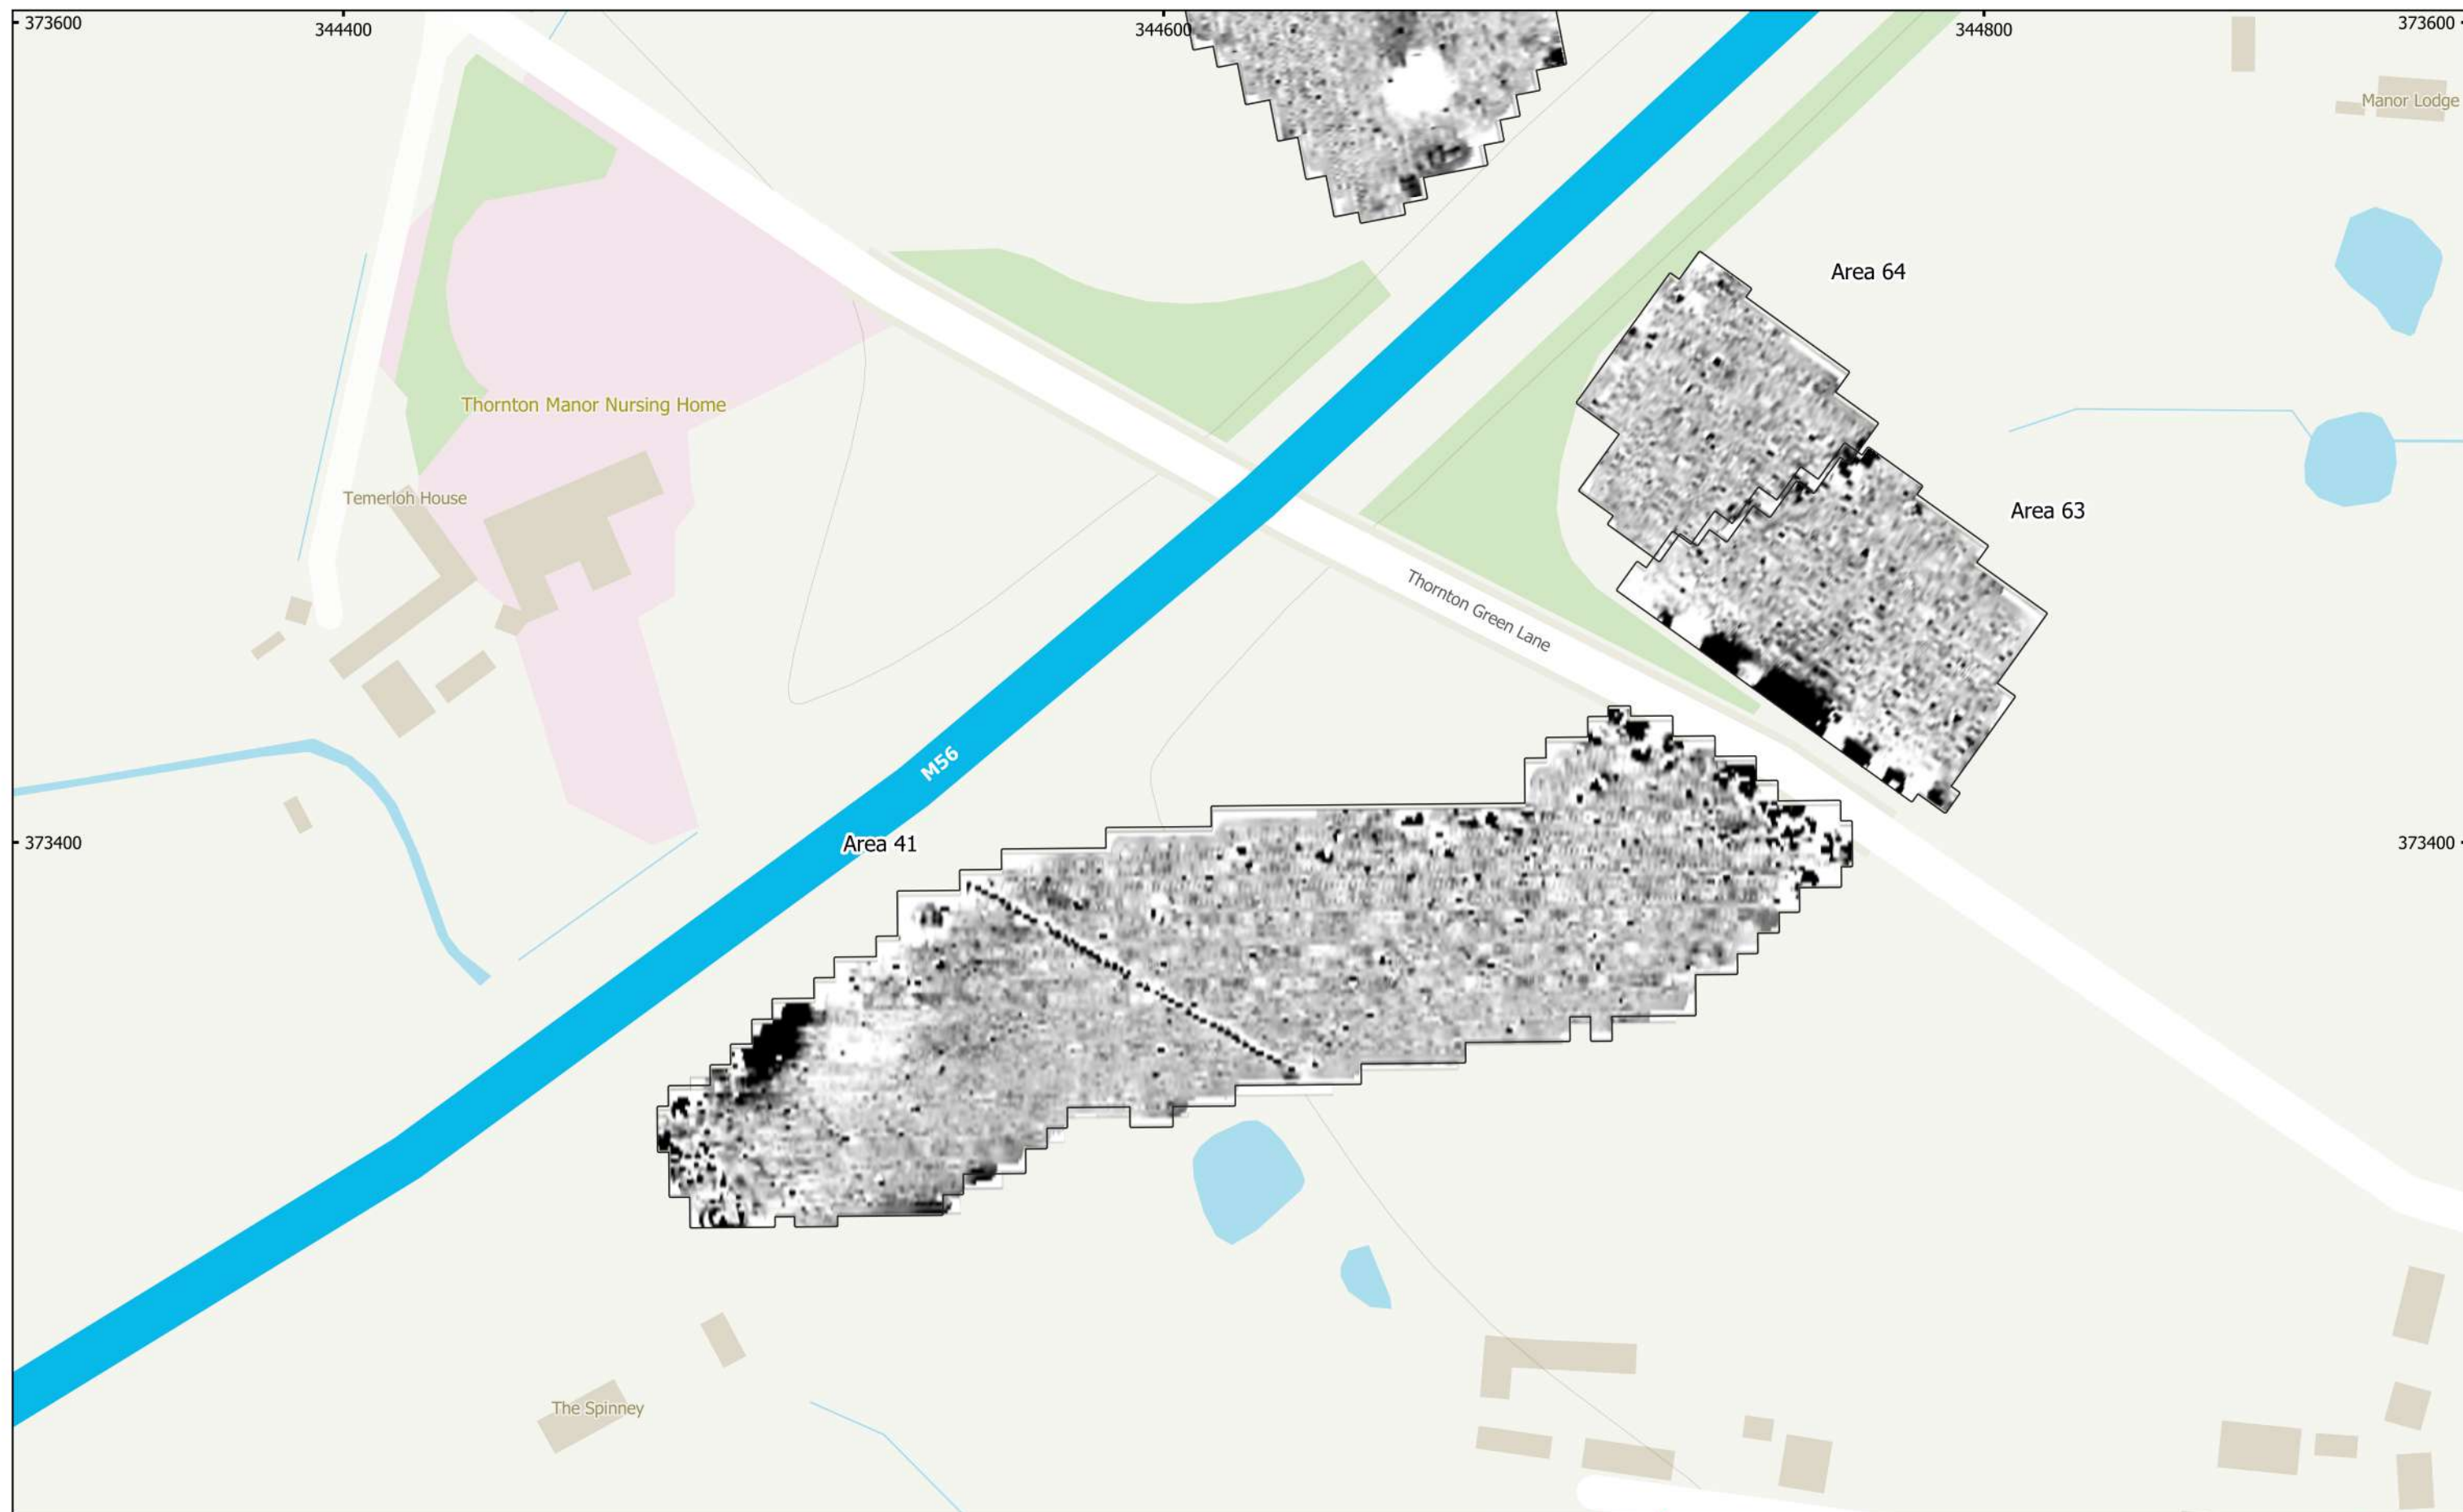 373600
344400
344600
344800
373600
Manor Lodge
Area 64
Thornton Manor Nursing Home
Temerloh House
Area 63
Thornton Green Lane
M56
373400
Area 41
373400
The Spinney